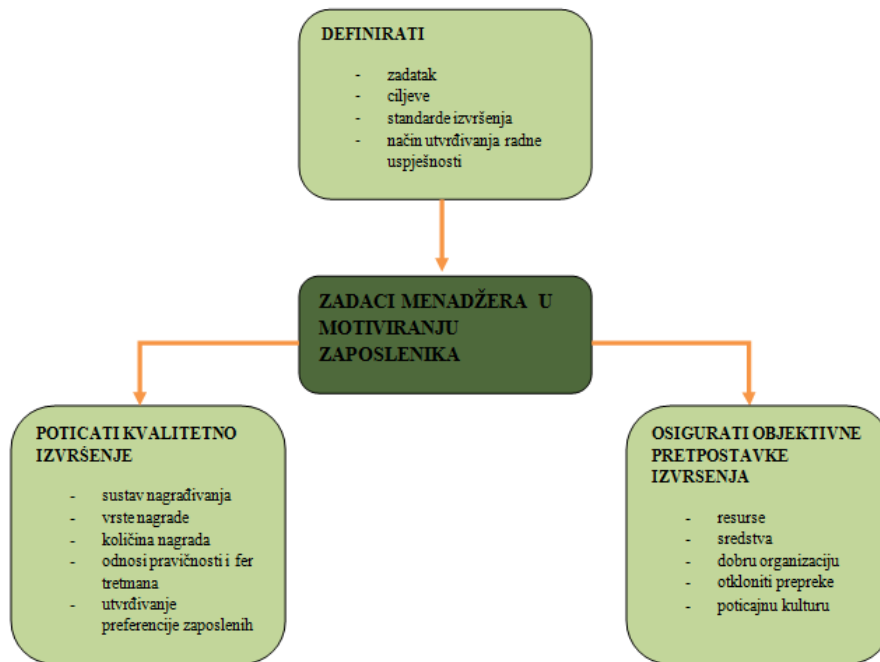 DEFINIRATI
- zadatak
- ciljeve
- standarde izvršenja
- način utvrđivanja radne
uspješnosti
ZADACI MENADŽERA U
MOTIVIRANJU
ZAPOSLENIKA
POTICATI KVALITETNO
IZVRŠENJE
- sustav nagrađivanja
- vrste nagrade
- količina nagrada
- odnosi pravičnosti i fer
tretmana
- utvrđivanje
preferencije zaposlenih
OSIGURATI OBJEKTIVNE
PRETPOSTAVKE
IZVRSENJA
- resurse
- sredstva
- dobru organizaciju
- otkloniti prepreke
- poticajnu kulturu